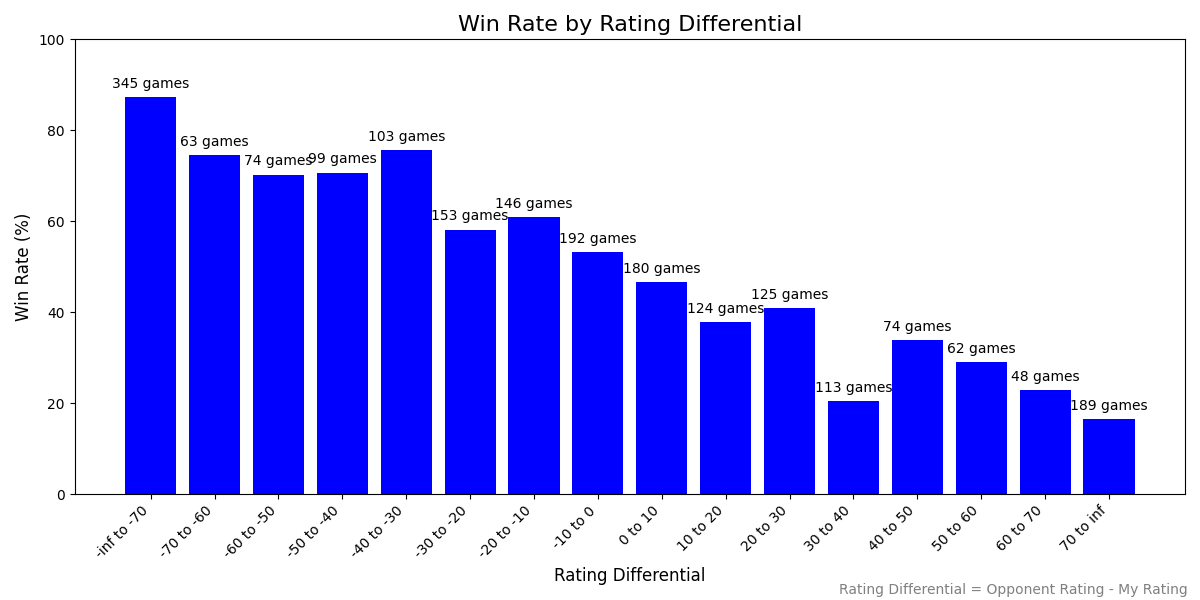 Win Rate by Rating Differential
100
80
60
40
20
0
Win Rate (%)
345 games
63 games
74 games
99 games
103 games
153 games
146 games
192 games
180 games
124 games
125 games
113 games
74 games
62 games
48 games
189 games
-inf to -70
-70 to -60
-60 to -50
-50 to -40
-40 to -30
-30 to -20
-20 to -10
-10 to 0
0 to 10
10 to 20
20 to 30
30 to 40
40 to 50
50 to 60
60 to 70
70 to inf
Rating Differential
Rating Differential = Opponent Rating - My Rating